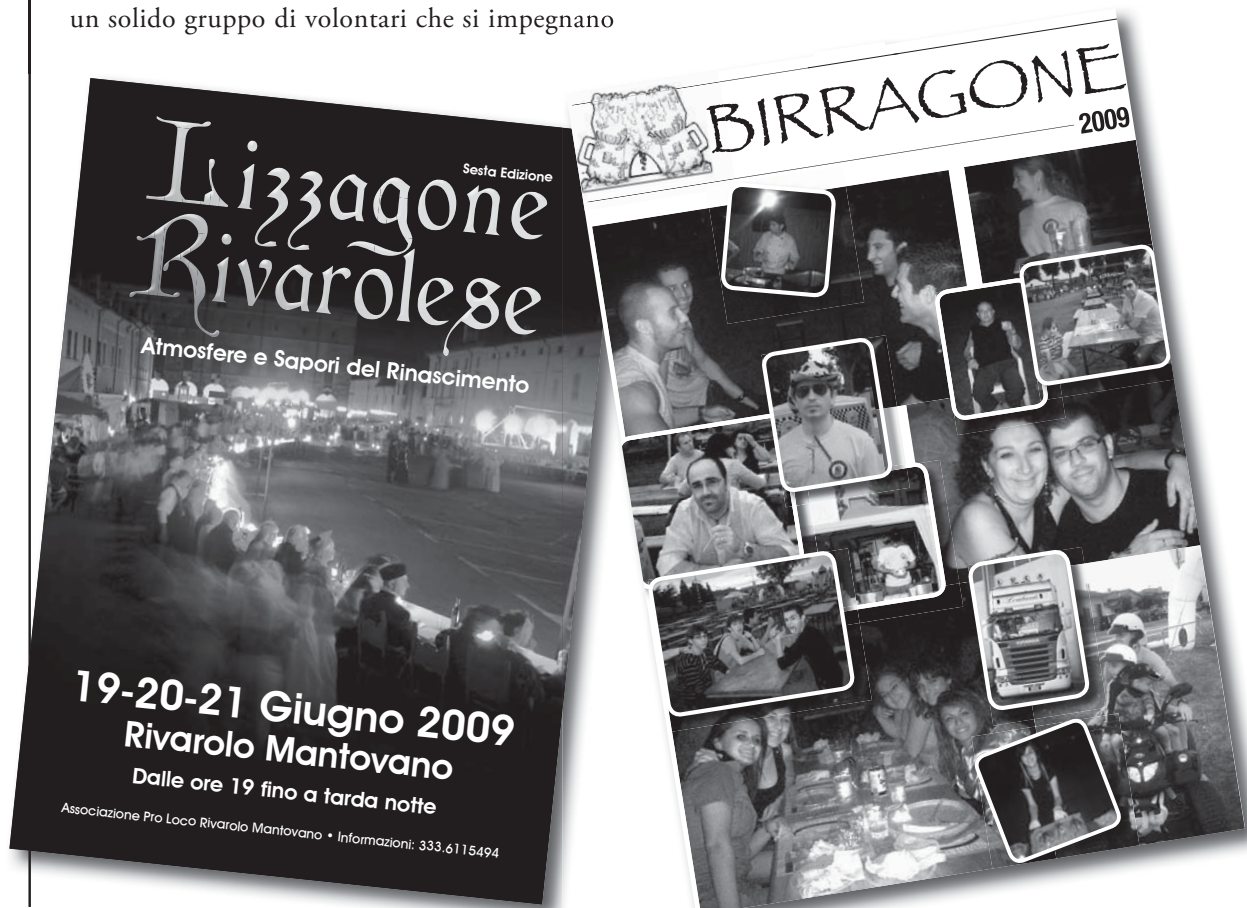 un solido gruppo di volontari che si impegnano
Sesta Edizione
Lizzagone
Rivarolese
Atmosfere e Sapori del Rinascimento
19-20-21 Giugno 2009
Rivarolo Mantovano
Dalle ore 19 fino a tarda notte
Associazione Pro Loco Rivarolo Mantovano • Informazioni: 333.6115494
BIRRAGONE
2009